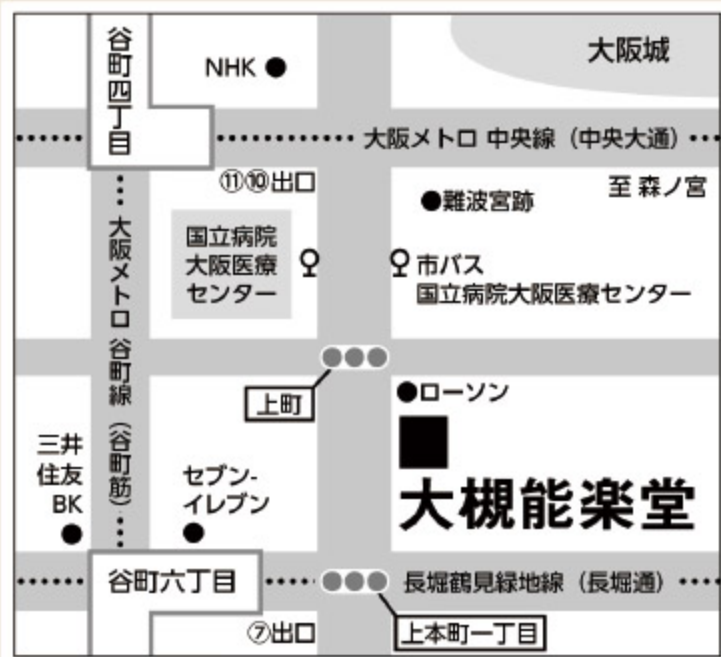 谷町四丁目
NHK
大阪城
大阪メトロ 中央線（中央大通）
⑪⑩出口
難波宮跡
至 森ノ宮
国立病院
大阪医療
センター
市バス
国立病院大阪医療センター
大阪メトロ 谷町線（谷町筋）
上町
ローソン
三井
住友
BK
セブン-
イレブン
大槻能楽堂
谷町六丁目
長堀鶴見緑地線（長堀通）
⑦出口
上本町一丁目